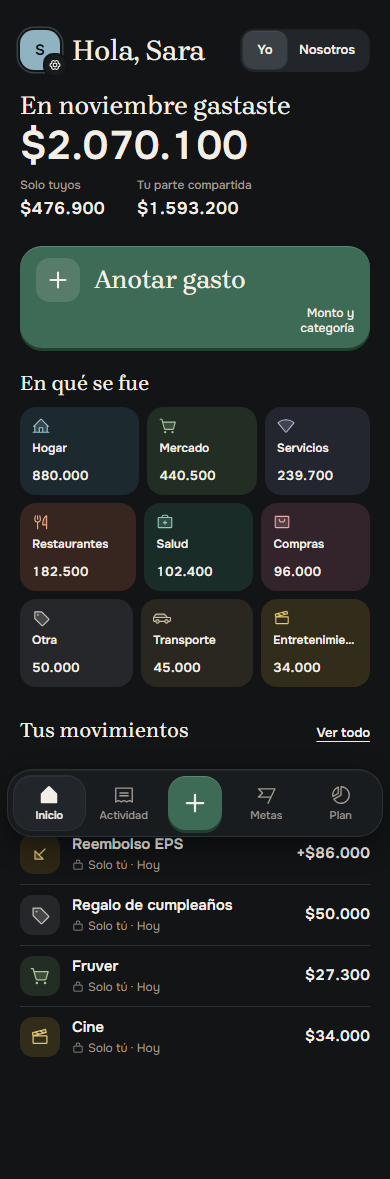 S
Hola, Sara
Yo
Nosotros
En noviembre gastaste
$2.070.100
Solo tuyos
Tu parte compartida
$476.900
$1.593.200
Anotar gasto
Monto y
categoría
En qué se fue
Hogar
880.000
Mercado
440.500
Servicios
239.700
Restaurantes
182.500
Salud
102.400
Compras
96.000
Otra
50.000
Transporte
45.000
Entretenimie...
34.000
Tus movimientos
Ver todo
Inicio
Actividad
Metas
Plan
Reembolso EPS
Solo tú · Hoy
+$86.000
Regalo de cumpleaños
Solo tú · Hoy
$50.000
Fruver
Solo tú · Hoy
$27.300
Cine
Solo tú · Hoy
$34.000